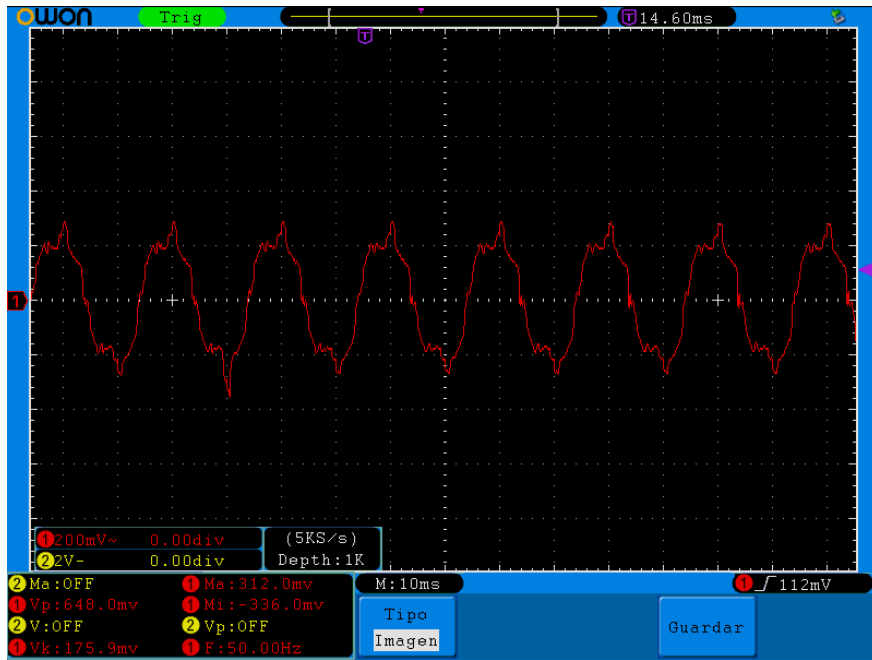 owon Trig T 14.60ms
T
1
1 200mV~ 0.00div (5KS/s)
2 2V- 0.00div Depth:1K
2 Ma:OFF 1 Ma:312.0mv M:10ms 1 112mV
1 Vp:648.0mv 1 Mi:-336.0mv
2 V:OFF 2 Vp:OFF
1 Vk:175.9mv 1 F:50.00Hz
Tipo
Imagen
Guardar